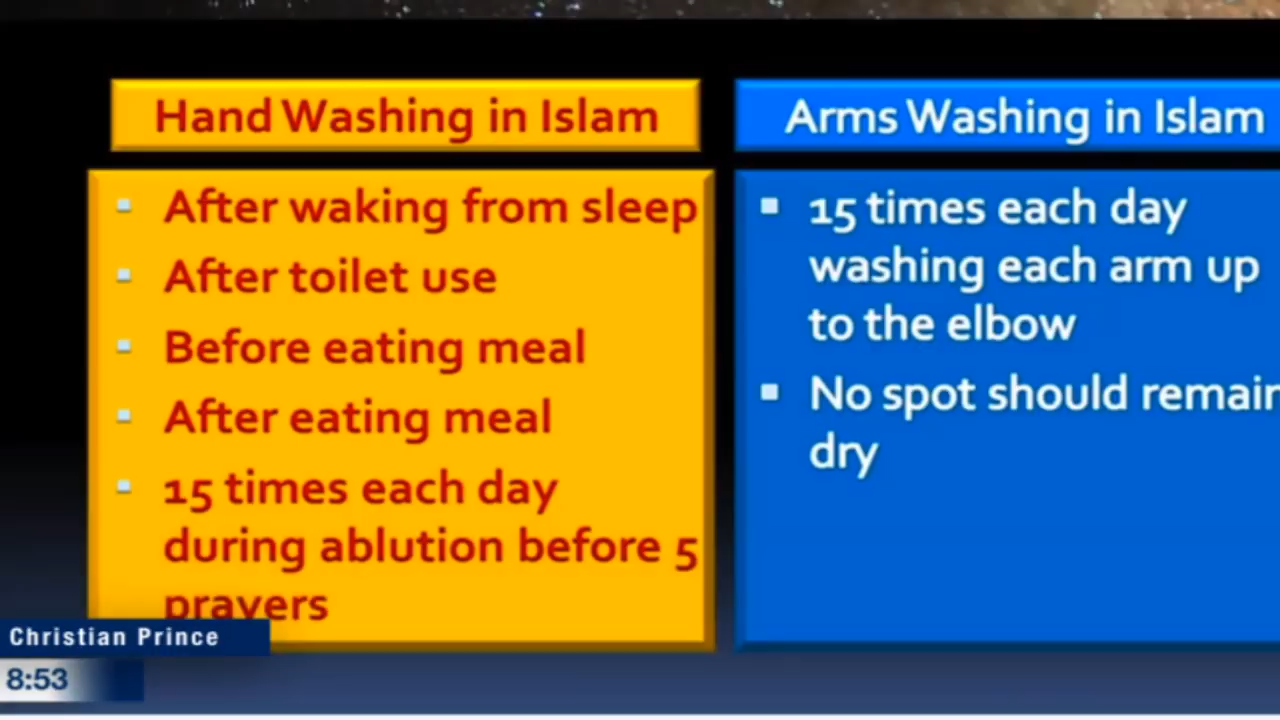 Hand Washing in Islam
After waking from sleep
After toilet use
Before eating meal
After eating meal
15 times each day
during ablution before 5
prayers
Arms Washing in Islam
15 times each day
washing each arm up
to the elbow
No spot should remain
dry
Christian Prince
8:53